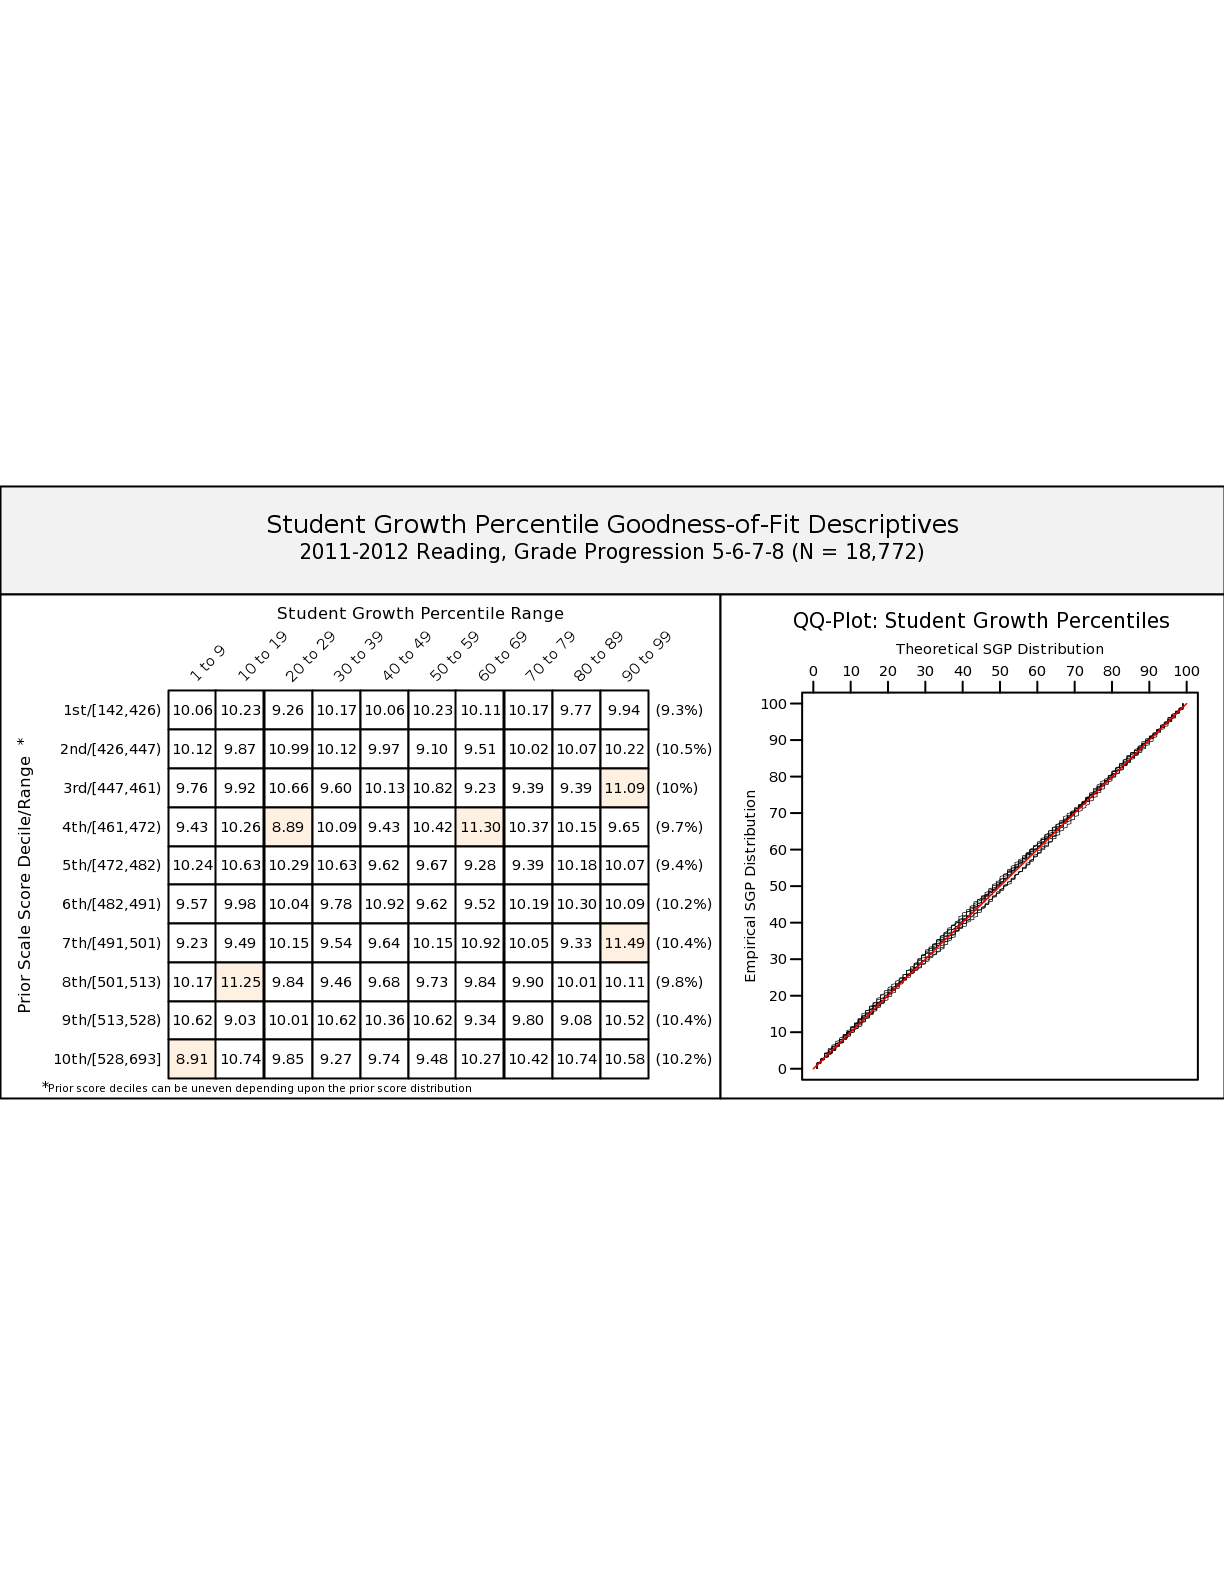 Student Growth Percentile Goodness-of-Fit Descriptives
2011-2012 Reading, Grade Progression 5-6-7-8 (N = 18,772)
Student Growth Percentile Range
1 to 9 10 to 19 20 to 29 30 to 39 40 to 49 50 to 59 60 to 69 70 to 79 80 to 89 90 to 99
Prior Scale Score Decile/Range *
1st/[142,426) 10.06 10.23 9.26 10.17 10.06 10.23 10.11 10.17 9.77 9.94 (9.3%)
2nd/[426,447) 10.12 9.87 10.99 10.12 9.97 9.10 9.51 10.02 10.07 10.22 (10.5%)
3rd/[447,461) 9.76 9.92 10.66 9.60 10.13 10.82 9.23 9.39 9.39 11.09 (10%)
4th/[461,472) 9.43 10.26 8.89 10.09 9.43 10.42 11.30 10.37 10.15 9.65 (9.7%)
5th/[472,482) 10.24 10.63 10.29 10.63 9.62 9.67 9.28 9.39 10.18 10.07 (9.4%)
6th/[482,491) 9.57 9.98 10.04 9.78 10.92 9.62 9.52 10.19 10.30 10.09 (10.2%)
7th/[491,501) 9.23 9.49 10.15 9.54 9.64 10.15 10.92 10.05 9.33 11.49 (10.4%)
8th/[501,513) 10.17 11.25 9.84 9.46 9.68 9.73 9.84 9.90 10.01 10.11 (9.8%)
9th/[513,528) 10.62 9.03 10.01 10.62 10.36 10.62 9.34 9.80 9.08 10.52 (10.4%)
10th/[528,693] 8.91 10.74 9.85 9.27 9.74 9.48 10.27 10.42 10.74 10.58 (10.2%)
*Prior score deciles can be uneven depending upon the prior score distribution
QQ-Plot: Student Growth Percentiles
Theoretical SGP Distribution
0 10 20 30 40 50 60 70 80 90 100
Empirical SGP Distribution
100
90
80
70
60
50
40
30
20
10
0